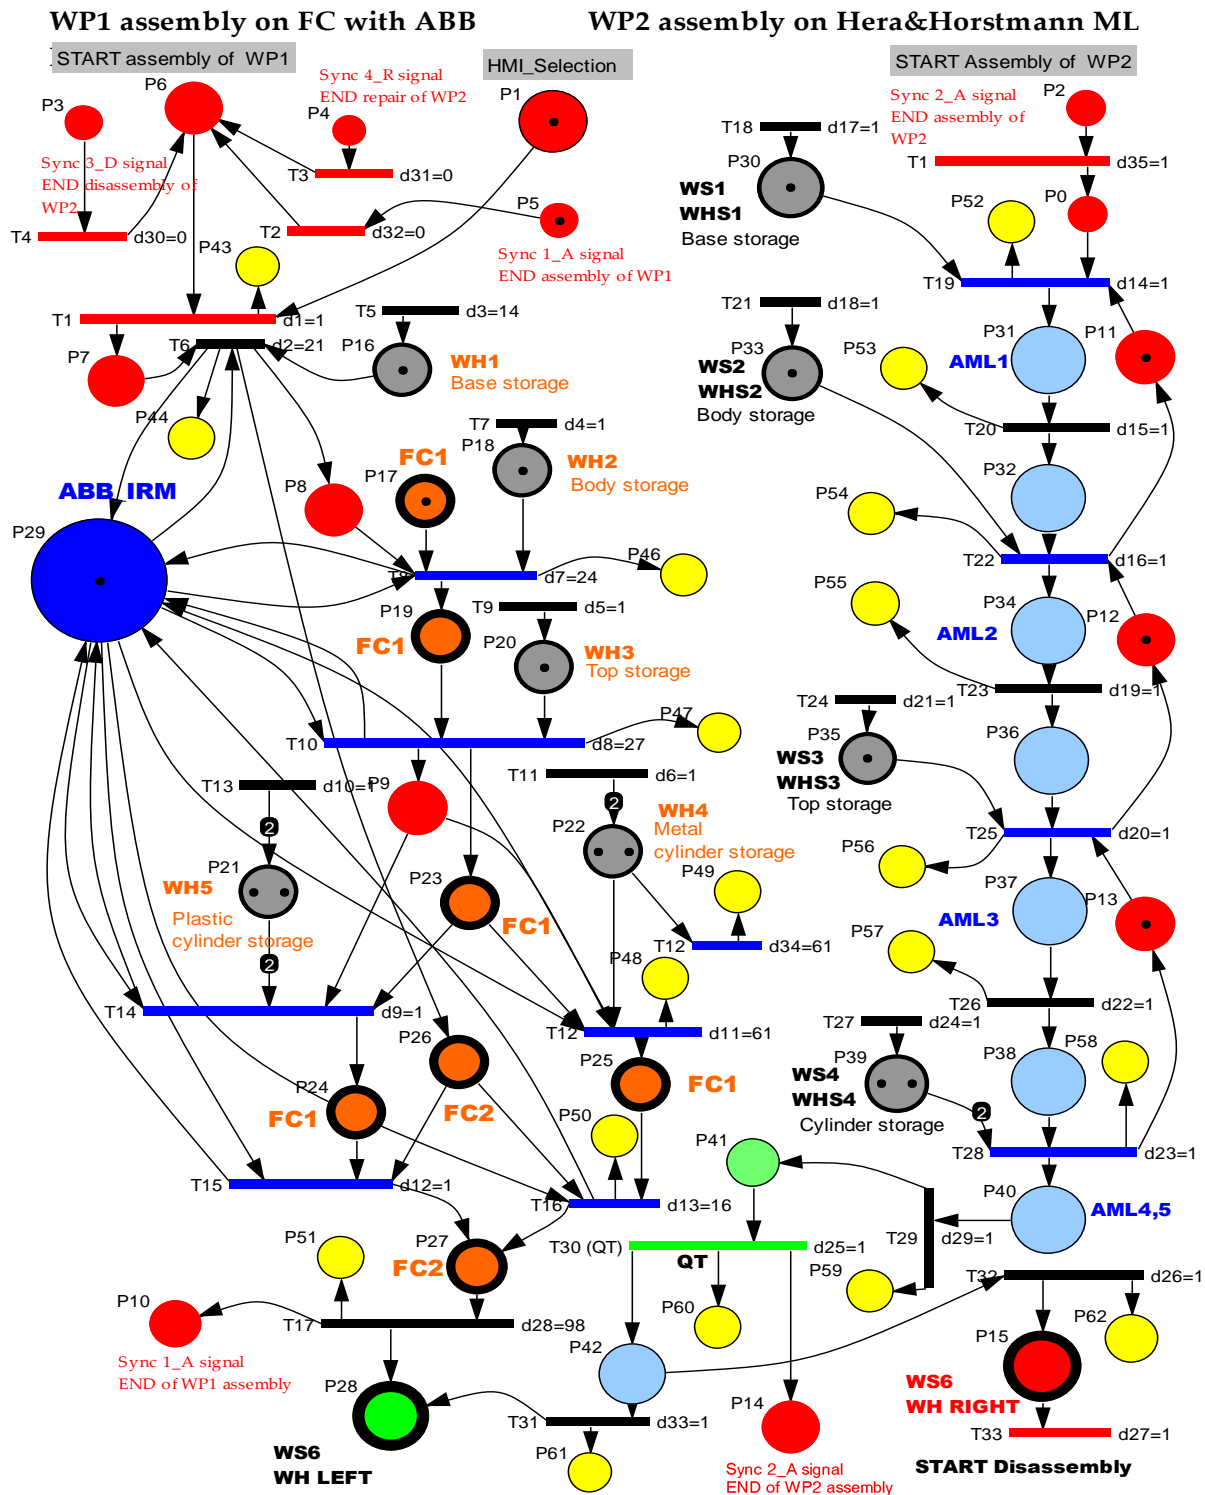 WP1 assembly on FC with ABB
WP2 assembly on Hera&Horstmann ML
START assembly of WP1
HMI_Selection
START Assembly of WP2
P3
P6
Sync 4_R signal
END repair of WP2
P4
P1
Sync 2_A signal
END assembly of
WP2
P2
T18
d17=1
P30
T1
d35=1
Sync 3_D signal
END disassembly of
WP2
T3
d31=0
WS1
WHS1
Base storage
P52
P0
P5
T4
d30=0
P43
T2
d32=0
Sync 1_A signal
END assembly of WP1
T19
d14=1
T21
d18=1
T1
d1=1
T5
d3=14
P31
P11
P7
T6
d2=21
P16
WH1
Base storage
P33
WS2
WHS2
Body storage
P53
AML1
P44
T7
d4=1
T20
d15=1
P18
FC1
P17
WH2
Body storage
P32
ABB_IRM
P8
P54
P29
T8
d7=24
P46
T22
d16=1
P55
P34
P12
P19
T9
d5=1
FC1
P20
WH3
Top storage
AML2
T23
d19=1
T24
d21=1
P47
P35
P36
T10
d8=27
WS3
WHS3
Top storage
T13
d10=1
P9
T11
d6=1
2
2
P22
WH4
Metal
cylinder storage
T25
d20=1
P56
P21
WH5
Plastic
cylinder storage
P23
P49
P37
P13
FC1
AML3
P57
2
T12
d34=61
P48
T14
d9=1
T26
d22=1
P26
T12
d11=61
T27
d24=1
P39
P38
P58
P25
WS4
WHS4
Cylinder storage
P24
FC1
FC2
FC1
2
P50
P41
T28
d23=1
T15
d12=1
T16
d13=16
P40
AML4,5
P51
P27
FC2
T30 (QT)
d25=1
QT
T29
d29=1
P59
T32
d26=1
P10
T17
d28=98
P60
P15
P62
Sync 1_A signal
END of WP1 assembly
P42
P28
P14
WS6
WH RIGHT
T31
d33=1
T33
d27=1
WS6
WH LEFT
P61
Sync 2_A signal
END of WP2 assembly
START Disassembly